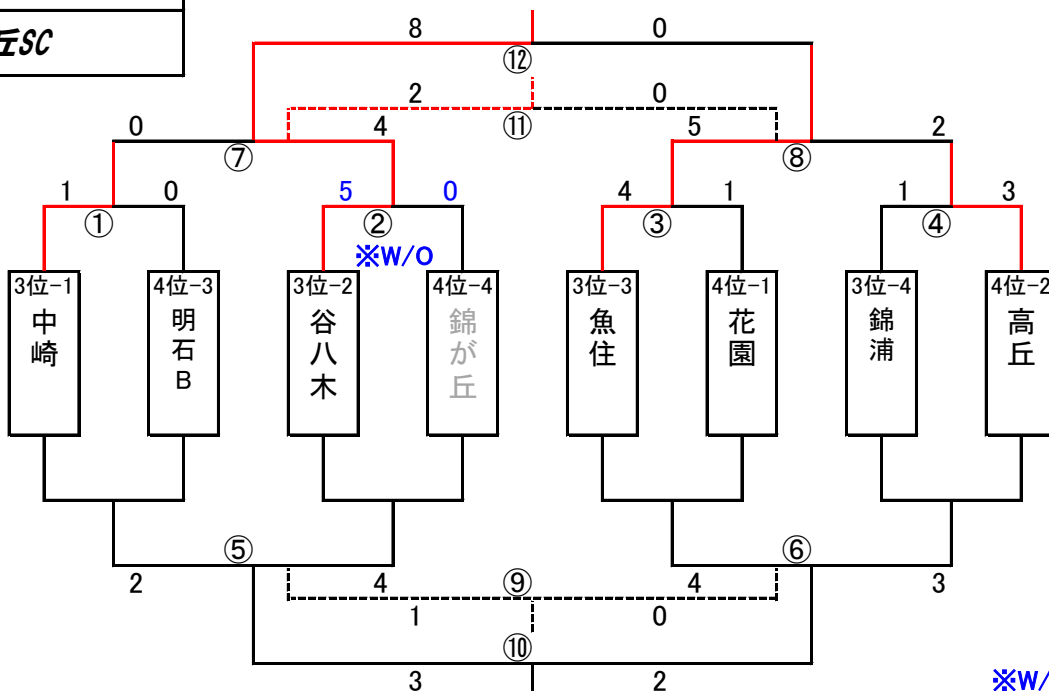 丘SC
8 0
⑫
2 0
⑪
0 4 5 2
⑦ ⑧
1 0 5 0 4 1 1 3
① ② ③ ④
※W/O
3位-1 4位-3 3位-2 4位-4 3位-3 4位-1 3位-4 4位-2
中崎 明石B 谷八木 錦が丘 魚住 花園 錦浦 高丘
⑤ ⑥
2 4 ⑨ 4 3
1 0
⑩
3 2
※W/